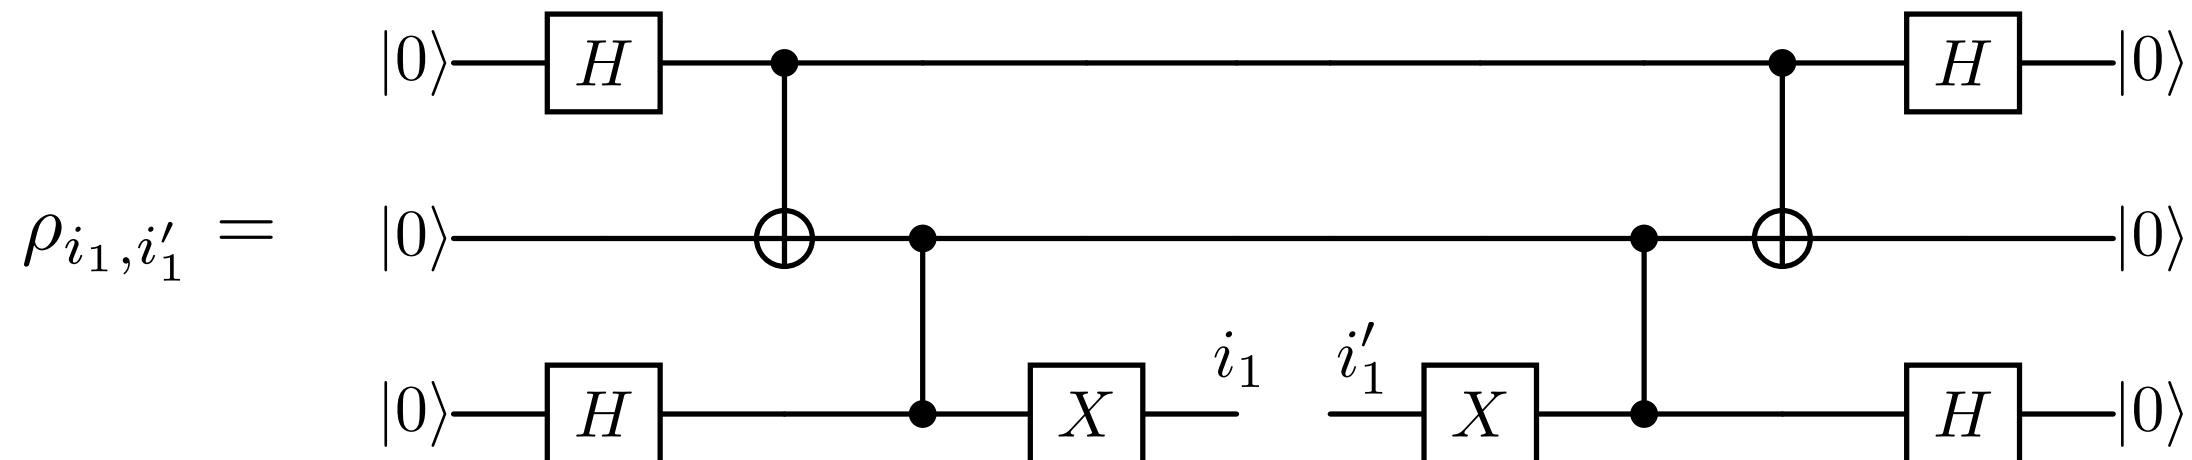 |0⟩ H H |0⟩
ρ_{i_1,i'_1} = |0⟩ |0⟩
i_1 i'_1
|0⟩ H X X H |0⟩